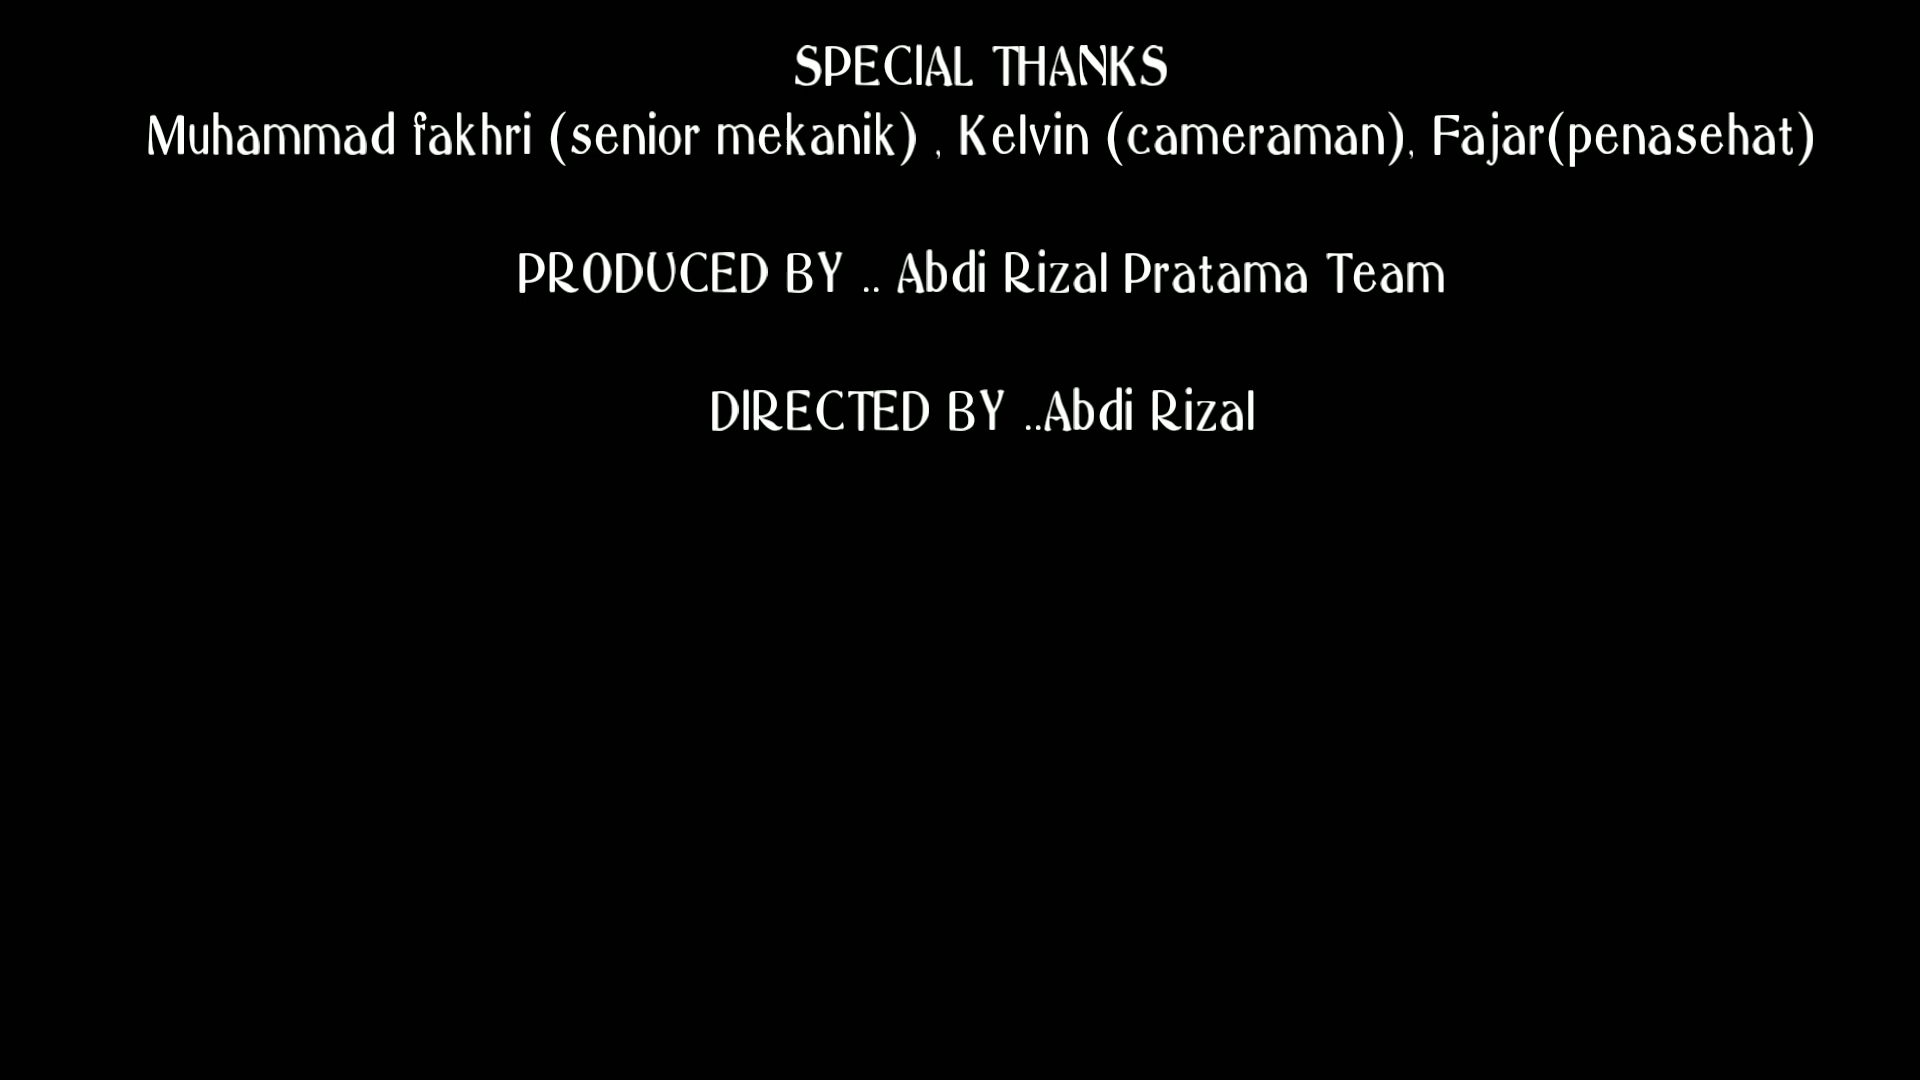 SPECIAL THANKS
Muhammad fakhri (senior mekanik) , Kelvin (cameraman), Fajar(penasehat)
PRODUCED BY .. Abdi Rizal Pratama Team
DIRECTED BY ..Abdi Rizal